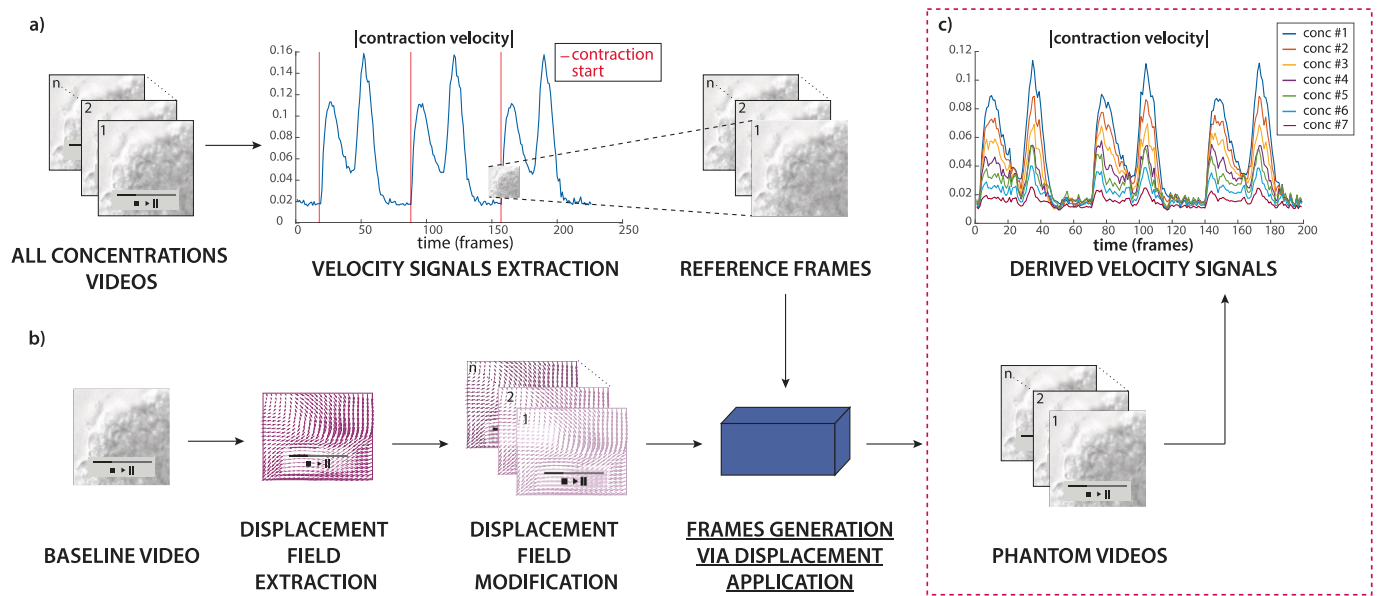 a)
|contraction velocity|
contraction
start
0.16
0.14
0.12
0.1
0.08
0.06
0.04
0.02
0
0
50
100
150
200
250
time (frames)
n
2
1
ALL CONCENTRATIONS
VIDEOS
VELOCITY SIGNALS EXTRACTION
n
2
1
REFERENCE FRAMES
b)
BASELINE VIDEO
DISPLACEMENT
FIELD
EXTRACTION
n
2
1
DISPLACEMENT
FIELD
MODIFICATION
FRAMES GENERATION
VIA DISPLACEMENT
APPLICATION
c)
|contraction velocity|
conc #1
conc #2
conc #3
conc #4
conc #5
conc #6
conc #7
0.12
0.1
0.08
0.06
0.04
0.02
0
0
20
40
60
80
100
120
140
160
180
200
time (frames)
DERIVED VELOCITY SIGNALS
n
2
1
PHANTOM VIDEOS